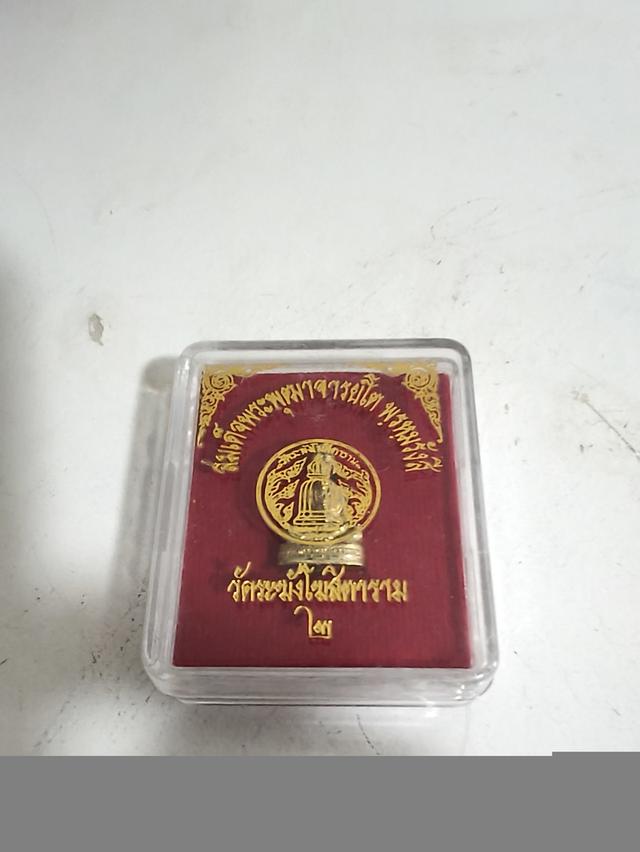 สมเด็จพระพุฒาจารย์โต พรหมรังสี
วัดระฆังโฆสิตาราม